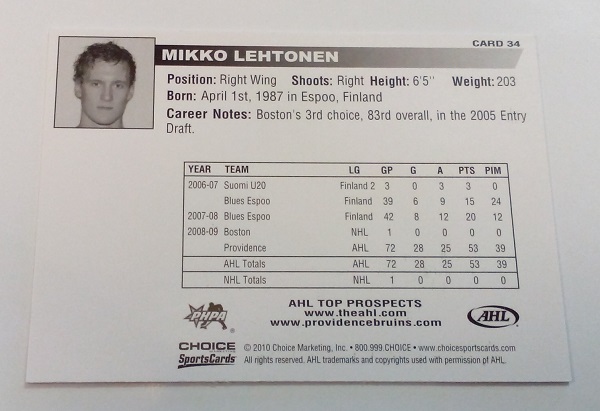 CARD 34
MIKKO LEHTONEN
Position: Right Wing Shoots: Right Height: 6'5" Weight: 203
Born: April 1st, 1987 in Espoo, Finland
Career Notes: Boston's 3rd choice, 83rd overall, in the 2005 Entry
Draft.
YEAR TEAM LG GP G A PTS PIM
2006-07 Suomi U20 Finland 2 3 0 3 3 0
Blues Espoo Finland 39 6 9 15 24
2007-08 Blues Espoo Finland 42 8 12 20 12
2008-09 Boston NHL 1 0 0 0 0
Providence AHL 72 28 25 53 39
AHL Totals AHL 72 28 25 53 39
NHL Totals NHL 1 0 0 0 0
PHPA
AHL TOP PROSPECTS
www.theahl.com
www.providencebruins.com
AHL
CHOICE
SportsCards
© 2010 Choice Marketing, Inc. • 800.999.CHOICE • www.choicesportscards.com
All rights reserved. AHL trademarks and copyrights used with permission of AHL.